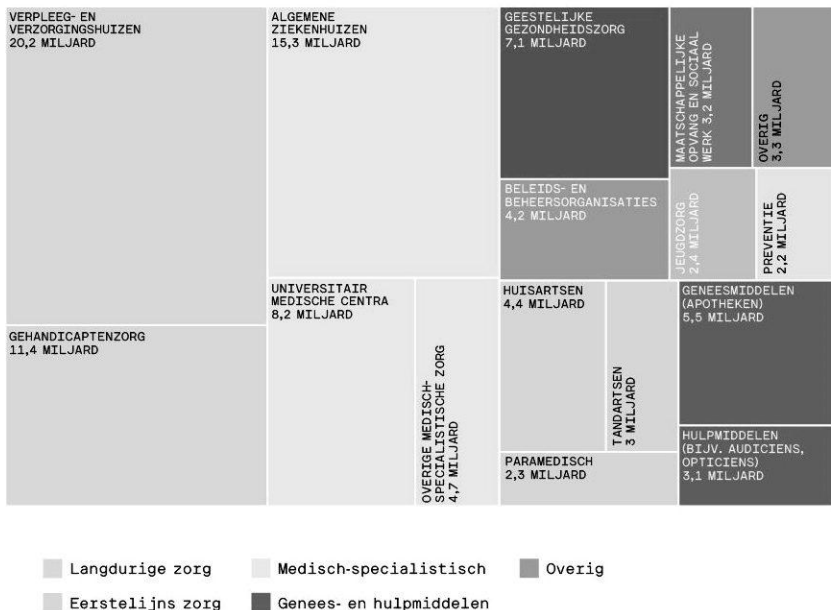 VERPLEEG- EN
VERZORGINGSHUIZEN
20,2 MILJARD
GEHANDICAPTENZORG
11,4 MILJARD
ALGEMENE
ZIEKENHUIZEN
15,3 MILJARD
UNIVERSITAIR
MEDISCHE CENTRA
8,2 MILJARD
OVERIGE MEDISCH-
SPECIALISTISCHE ZORG
4,7 MILJARD
GEESTELIJKE
GEZONDHEIDSZORG
7,1 MILJARD
BELEIDS- EN
BEHEERSORGANISATIES
4,2 MILJARD
MAATSCHAPPELIJKE
OPVANG EN SOCIAAL
WERK 3,2 MILJARD
OVERIG
3,3 MILJARD
JEUGDZORG
2,4 MILJARD
PREVENTIE
2,2 MILJARD
HUISARTSEN
4,4 MILJARD
TANDARTSEN
3 MILJARD
PARAMEDISCH
2,3 MILJARD
GENEESMIDDELEN
(APOTHEKEN)
5,5 MILJARD
HULPMIDDELEN
(BIJV. AUDICIENS,
OPTICIENS)
3,1 MILJARD
Langdurige zorg
Medisch-specialistisch
Overig
Eerstelijns zorg
Genees- en hulpmiddelen